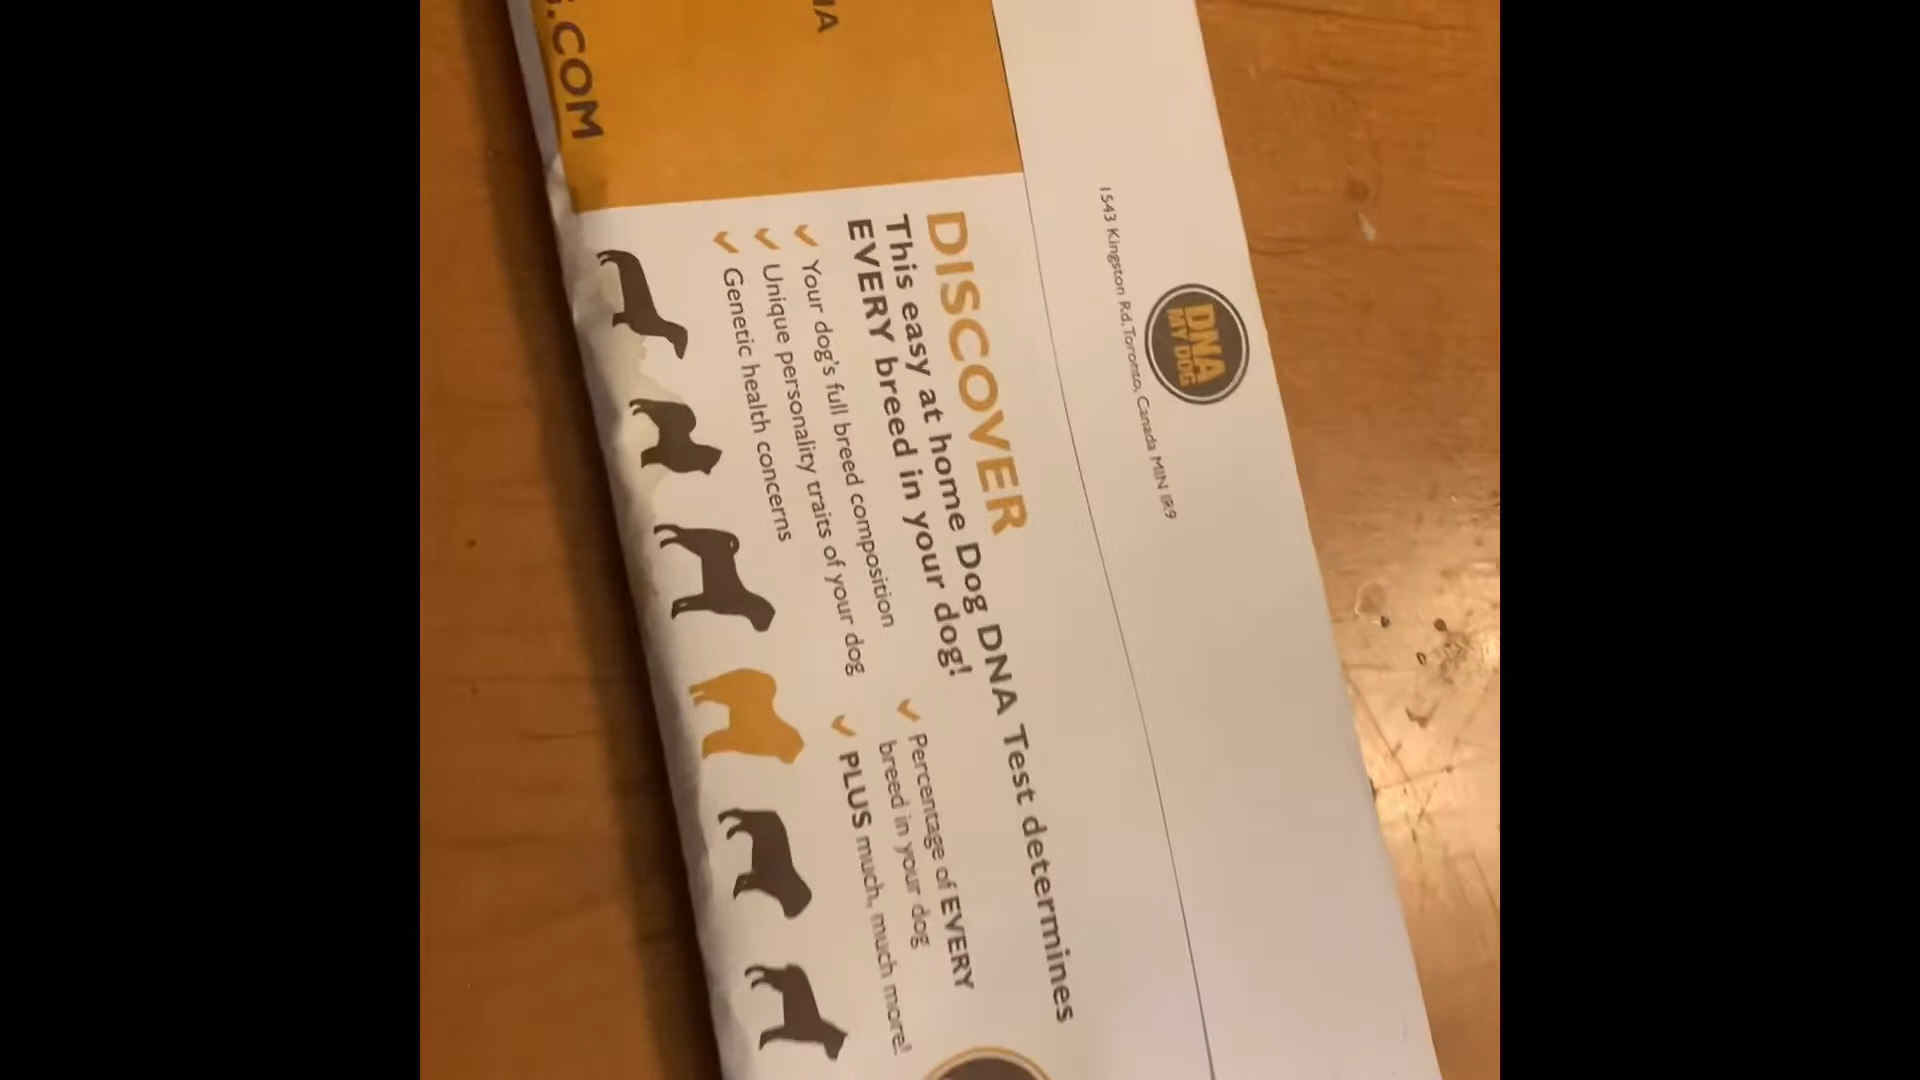 DNA
MY DOG
1543 Kingston Rd, Toronto, Canada M1N 1R9
DISCOVER
This easy at home Dog DNA Test determines
EVERY breed in your dog!
Your dog's full breed composition
Unique personality traits of your dog
Genetic health concerns
Percentage of EVERY
breed in your dog
PLUS much, much more!
.COM